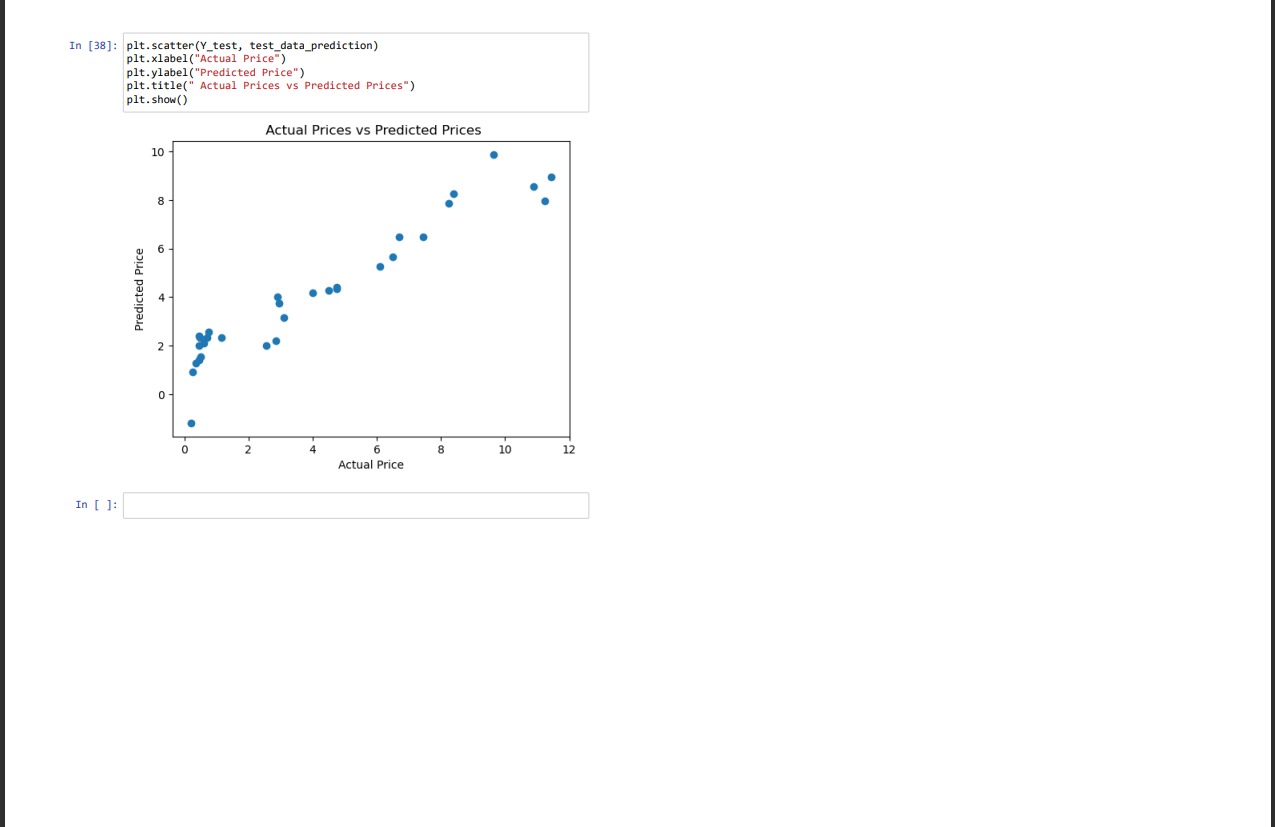 In [38]:
plt.scatter(Y_test, test_data_prediction)
plt.xlabel("Actual Price")
plt.ylabel("Predicted Price")
plt.title(" Actual Prices vs Predicted Prices")
plt.show()
Actual Prices vs Predicted Prices
10
8
6
4
2
0
Predicted Price
0 2 4 6 8 10 12
Actual Price
In [ ]: